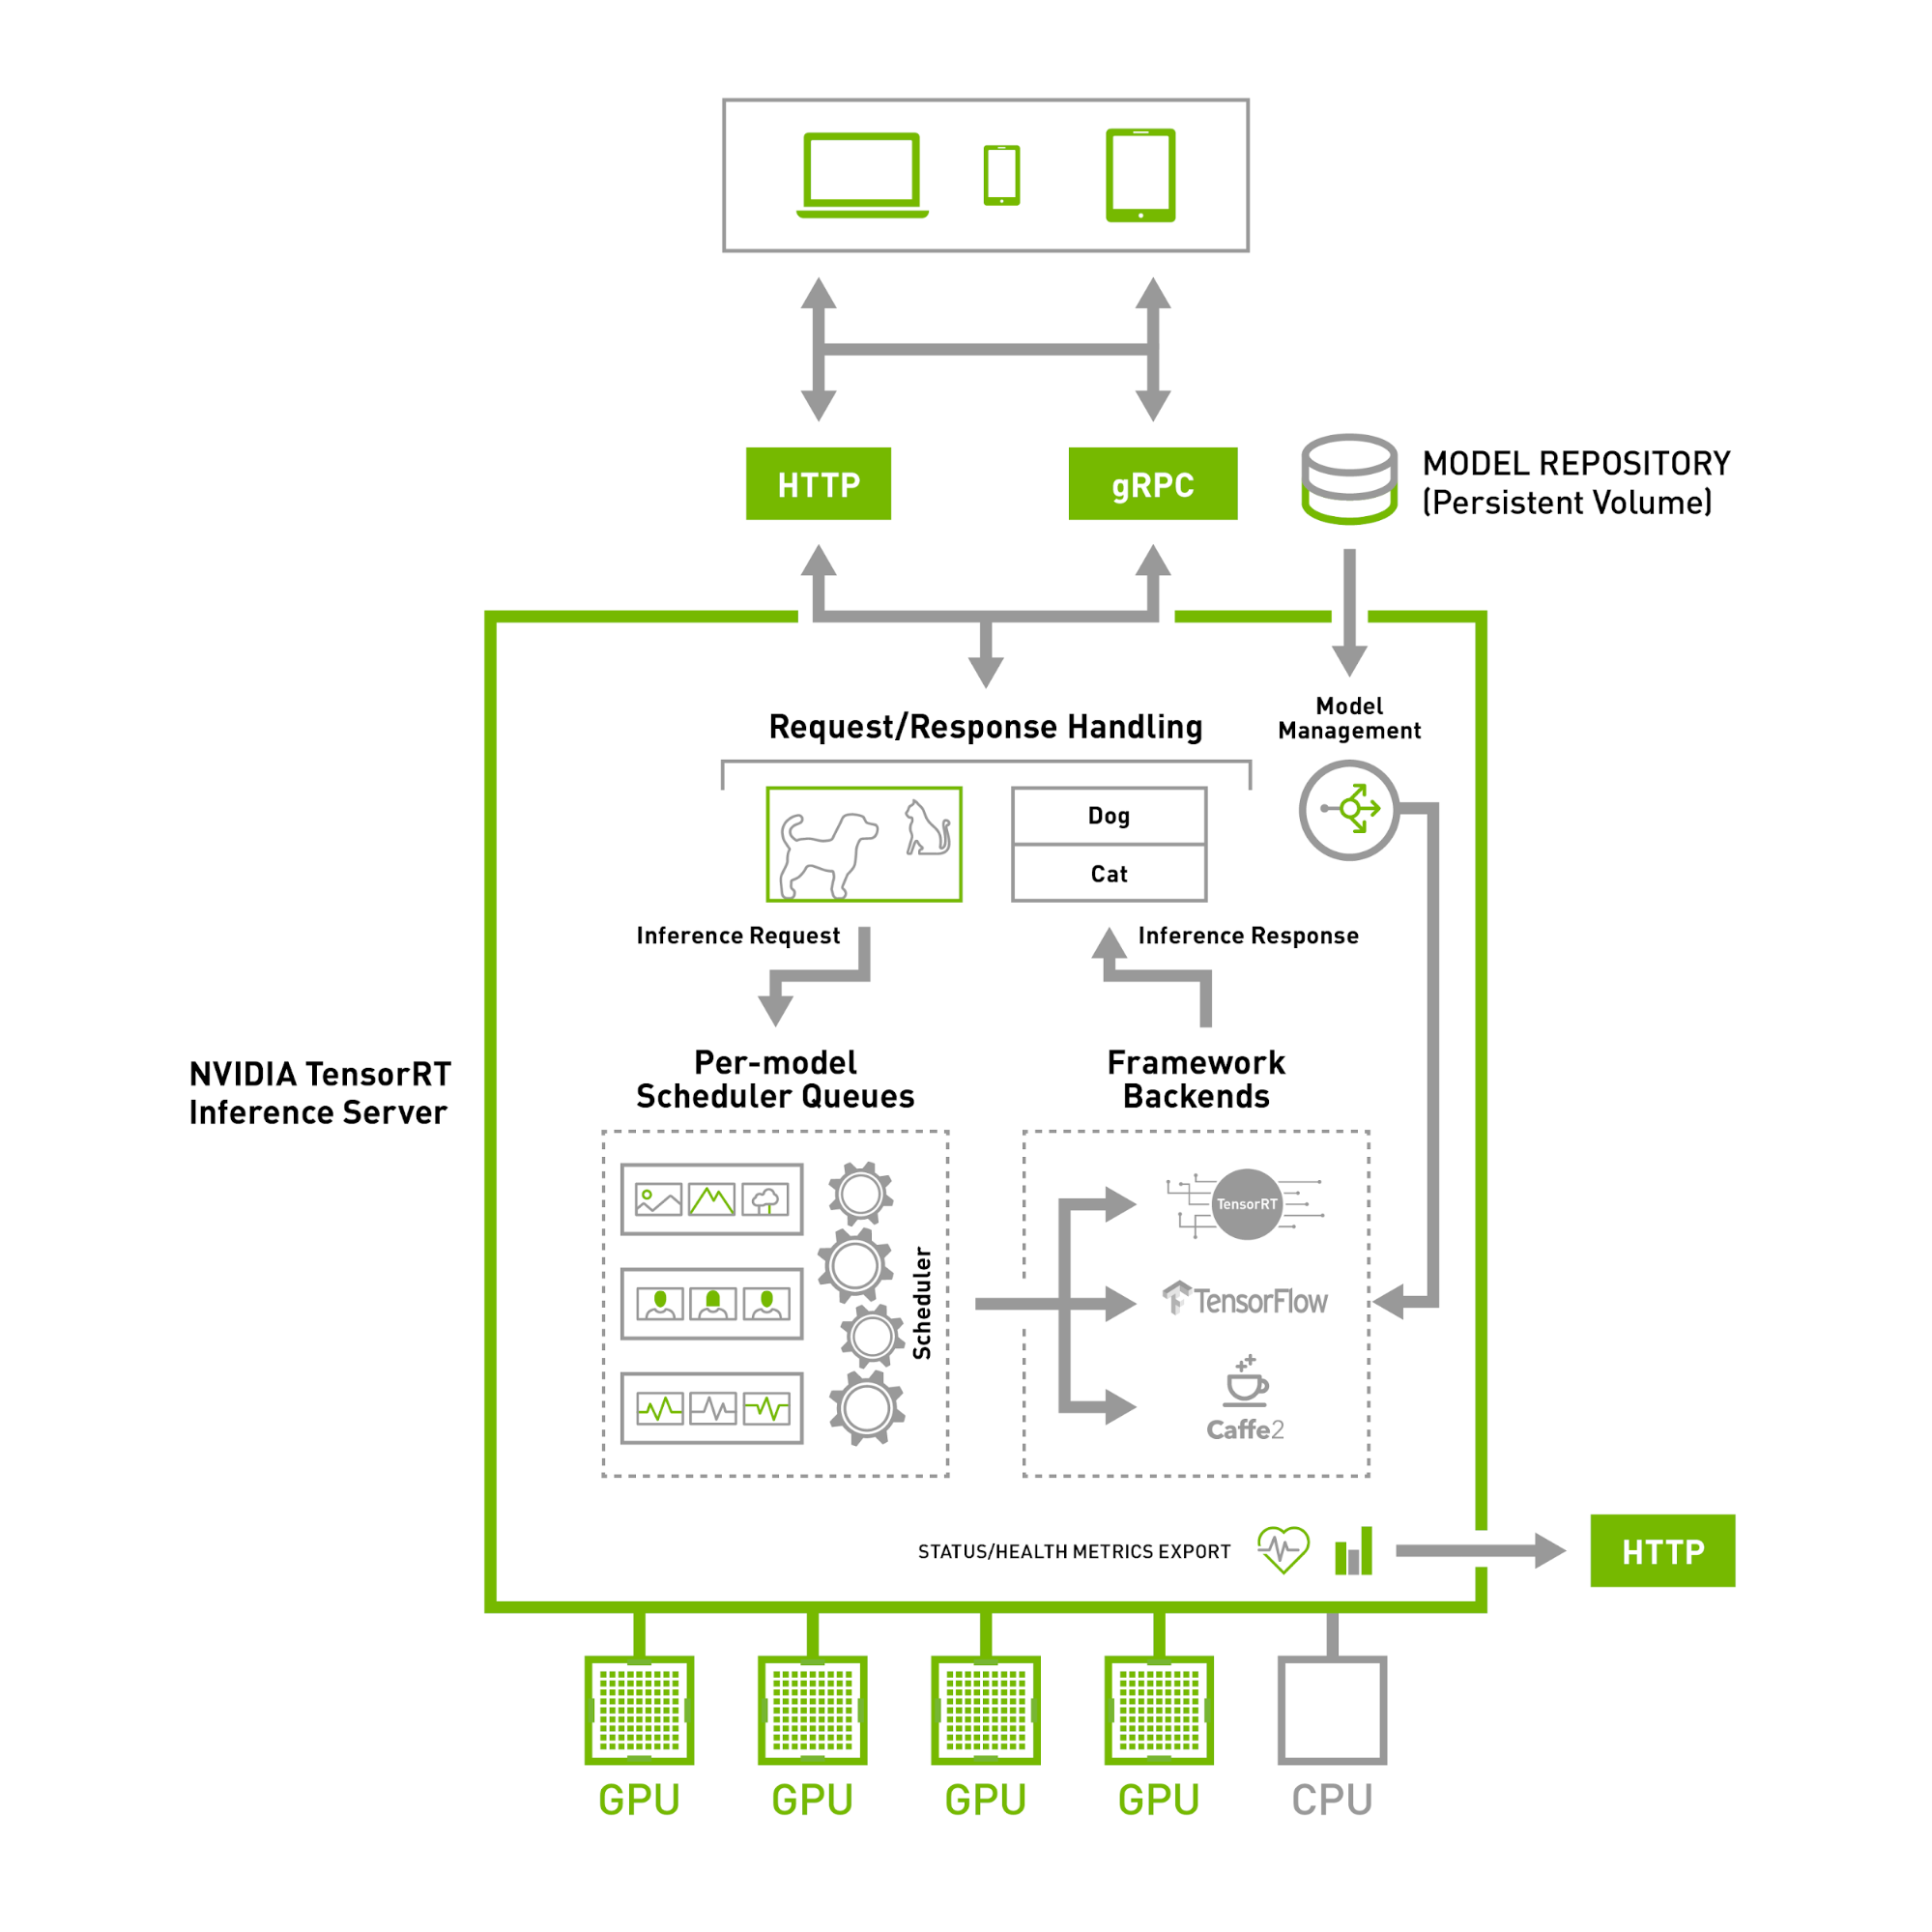 HTTP
gRPC
MODEL REPOSITORY
(Persistent Volume)
Request/Response Handling
Model
Management
Dog
Cat
Inference Request
Inference Response
NVIDIA TensorRT
Inference Server
Per-model
Scheduler Queues
Framework
Backends
Scheduler
TensorRT
TensorFlow
Caffe2
STATUS/HEALTH METRICS EXPORT
HTTP
GPU
GPU
GPU
GPU
CPU